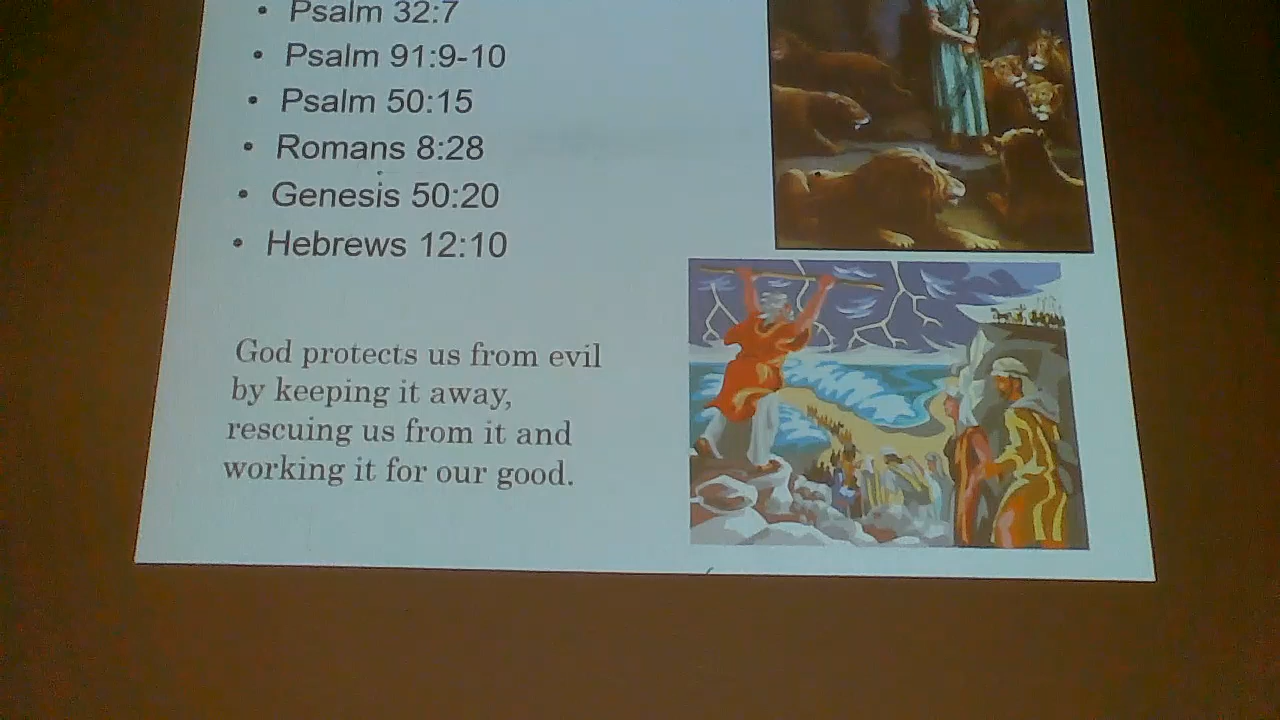 • Psalm 32:7
• Psalm 91:9-10
• Psalm 50:15
• Romans 8:28
• Genesis 50:20
• Hebrews 12:10
God protects us from evil
by keeping it away,
rescuing us from it and
working it for our good.